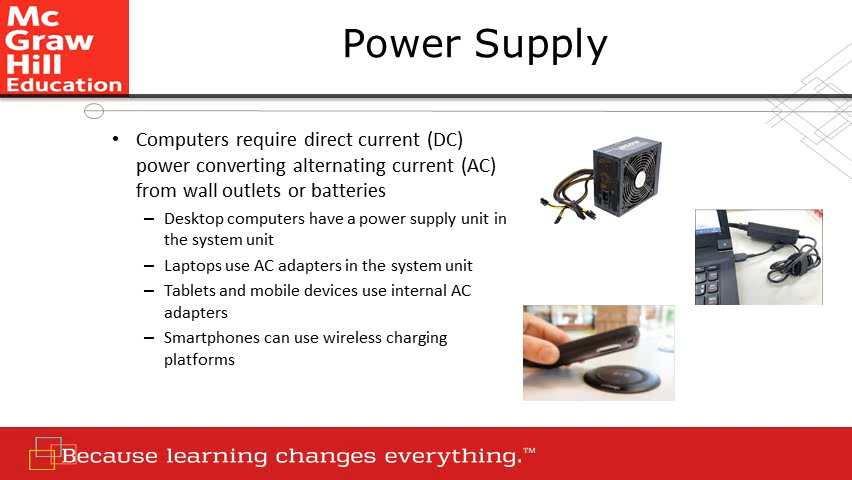 Mc
Graw
Hill
Education
Power Supply
• Computers require direct current (DC)
power converting alternating current (AC)
from wall outlets or batteries
– Desktop computers have a power supply unit in
the system unit
– Laptops use AC adapters in the system unit
– Tablets and mobile devices use internal AC
adapters
– Smartphones can use wireless charging
platforms
Because learning changes everything.™